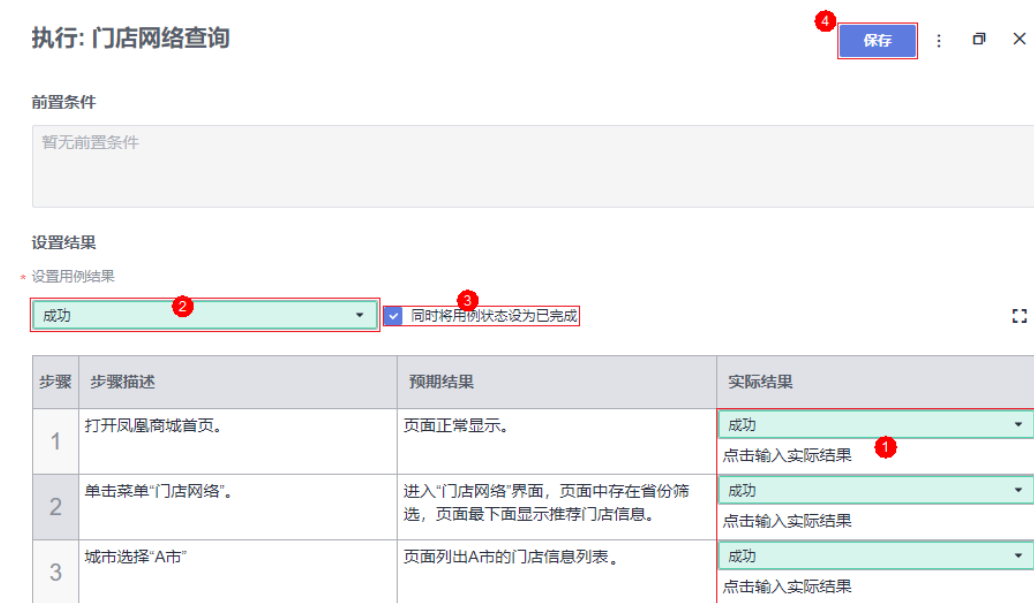 执行: 门店网络查询
4
保存
前置条件
暂无前置条件
设置结果
* 设置用例结果
成功
2
3
同时将用例状态设为已完成
步骤 步骤描述 预期结果 实际结果
1
打开凤凰商城首页。
页面正常显示。
成功
点击输入实际结果
1
2
单击菜单“门店网络”。
进入“门店网络”界面，页面中存在省份筛
选，页面最下面显示推荐门店信息。
成功
点击输入实际结果
3
城市选择“A市”
页面列出A市的门店信息列表。
成功
点击输入实际结果